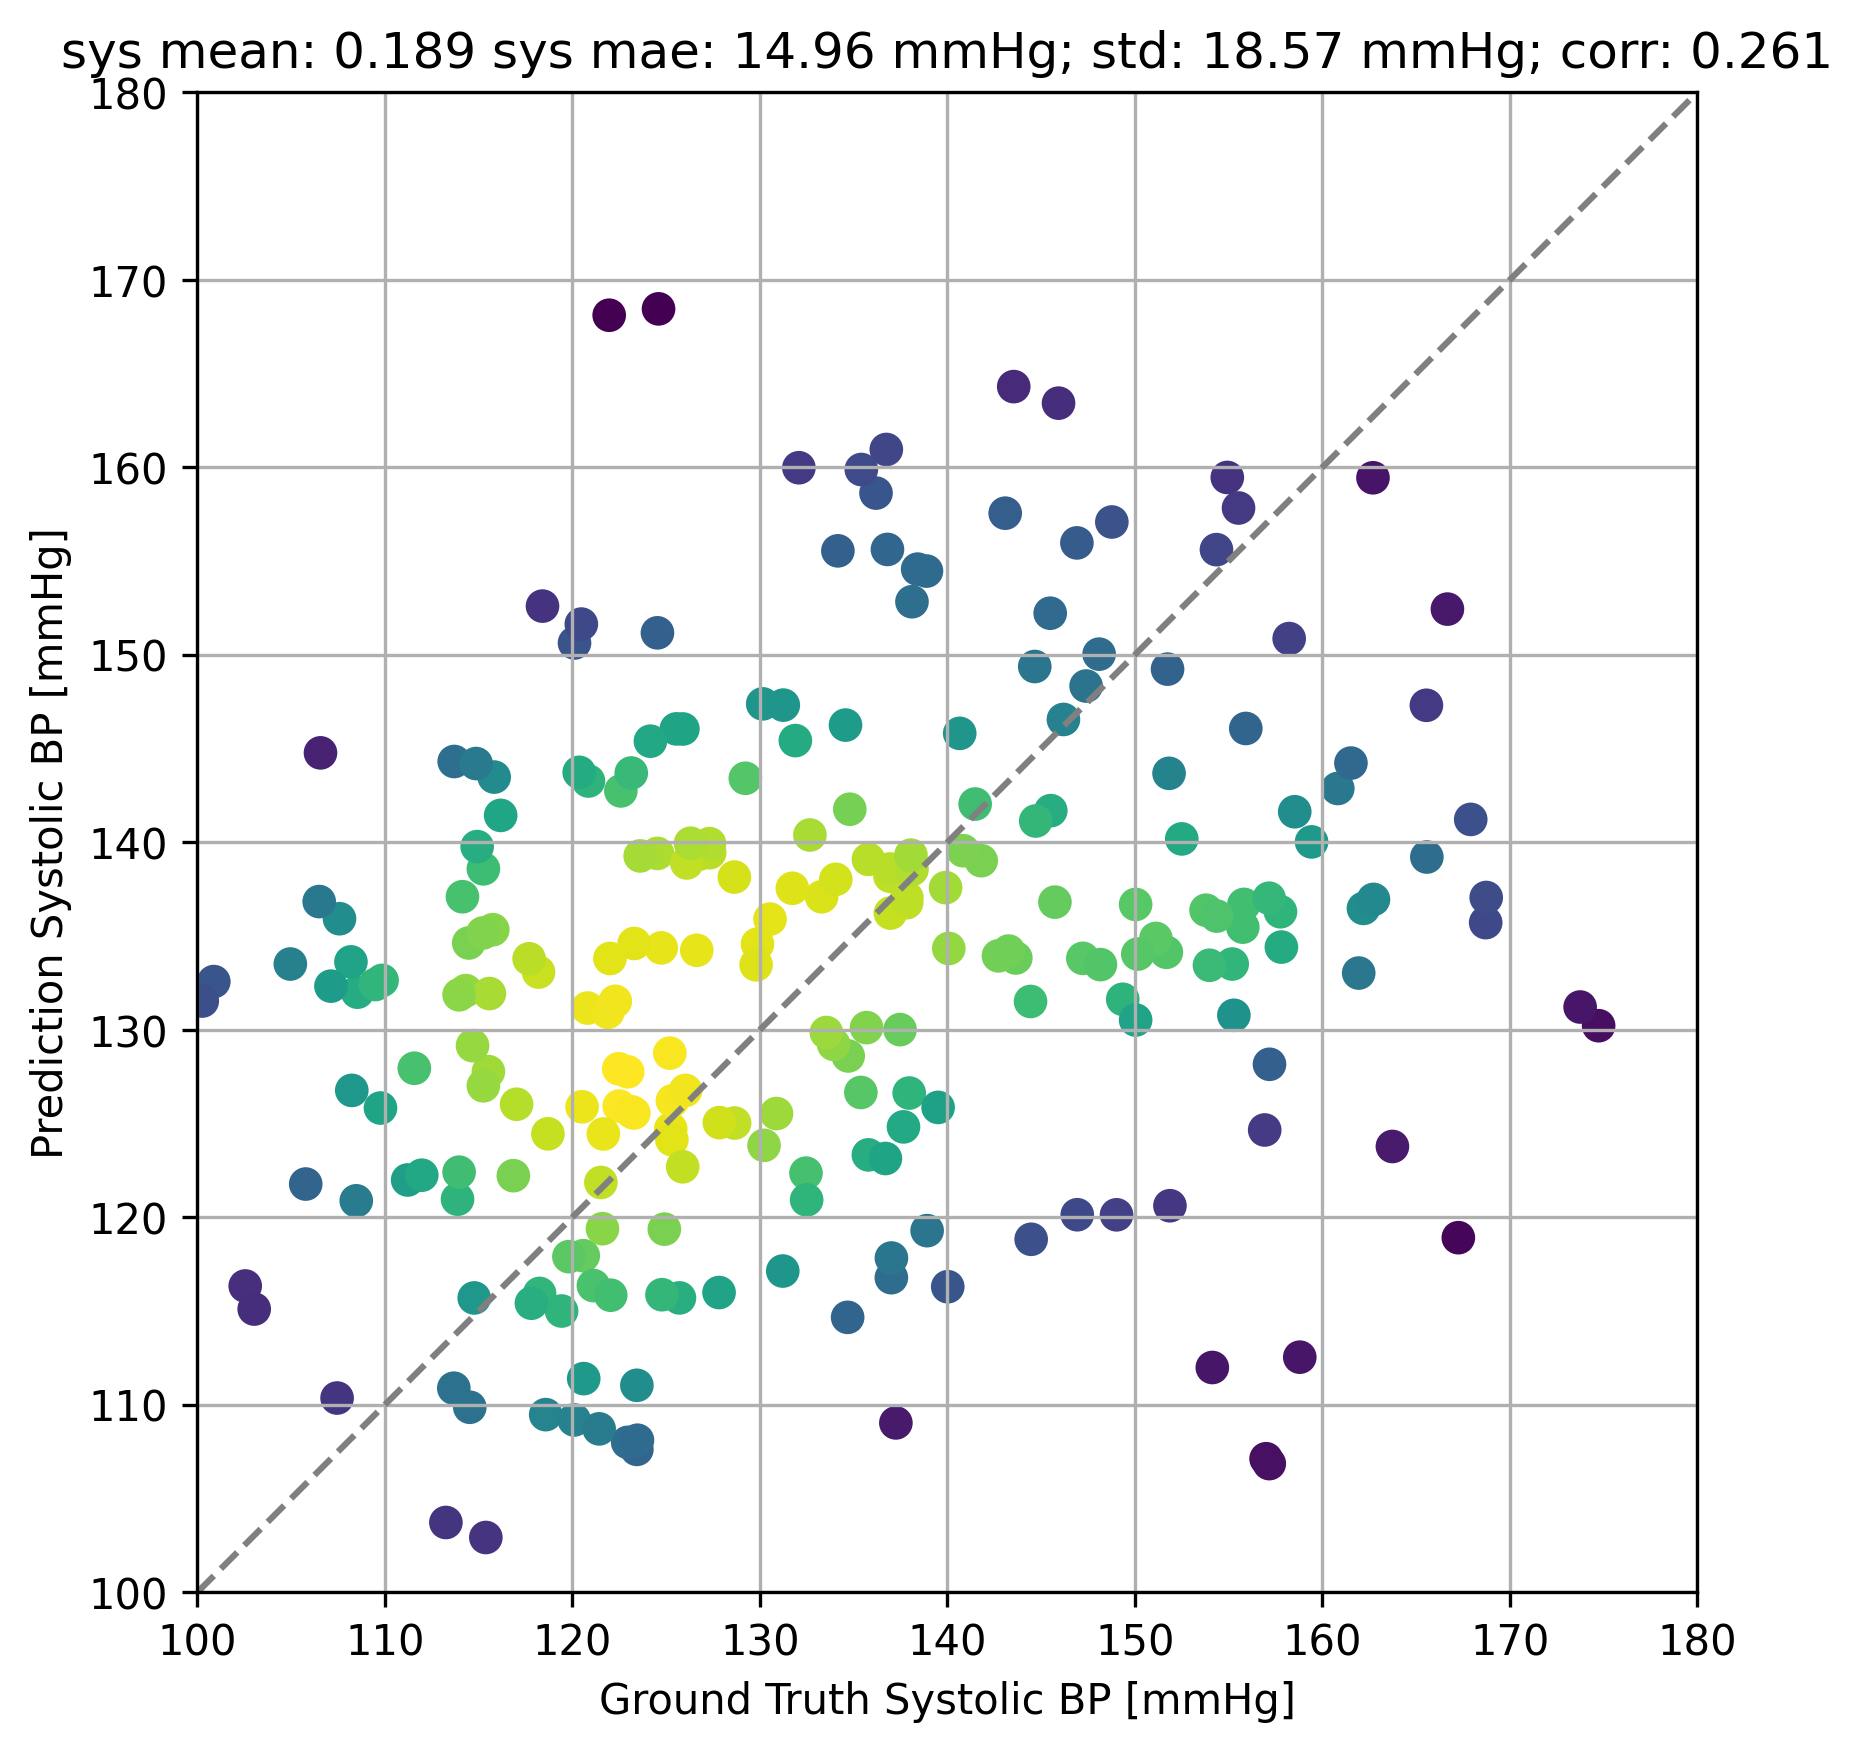 sys mean: 0.189 sys mae: 14.96 mmHg; std: 18.57 mmHg; corr: 0.261
180
170
160
150
140
130
120
110
100
Prediction Systolic BP [mmHg]
100 110 120 130 140 150 160 170 180
Ground Truth Systolic BP [mmHg]